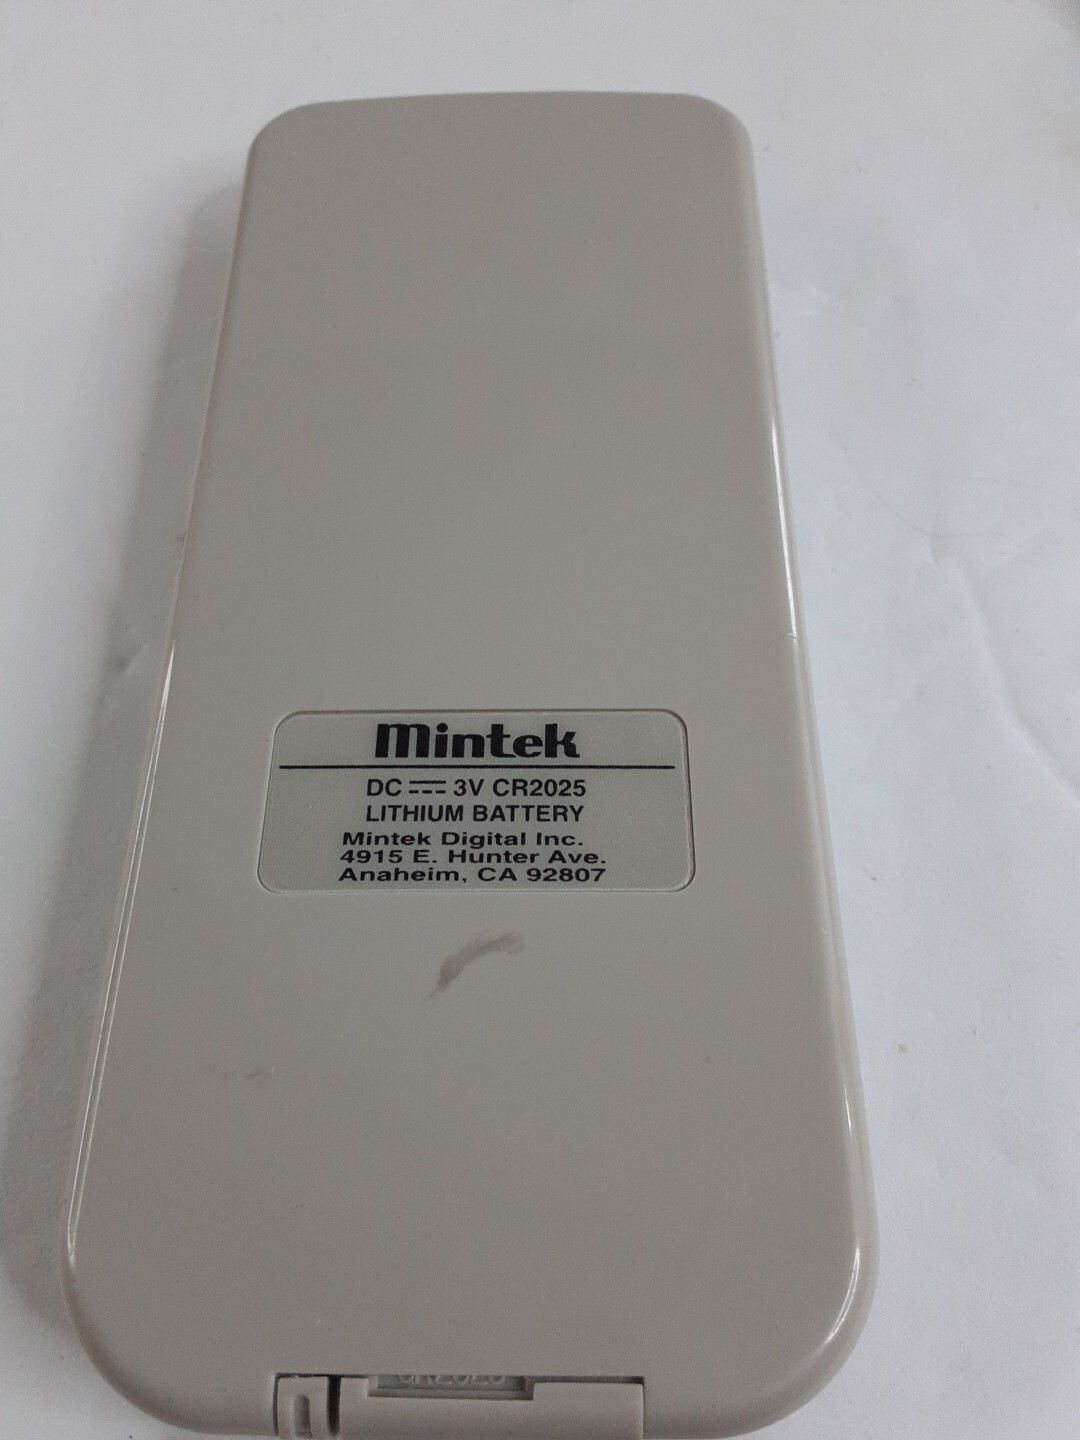 Mintek
DC 3V CR2025
LITHIUM BATTERY
Mintek Digital Inc.
4915 E. Hunter Ave.
Anaheim, CA 92807